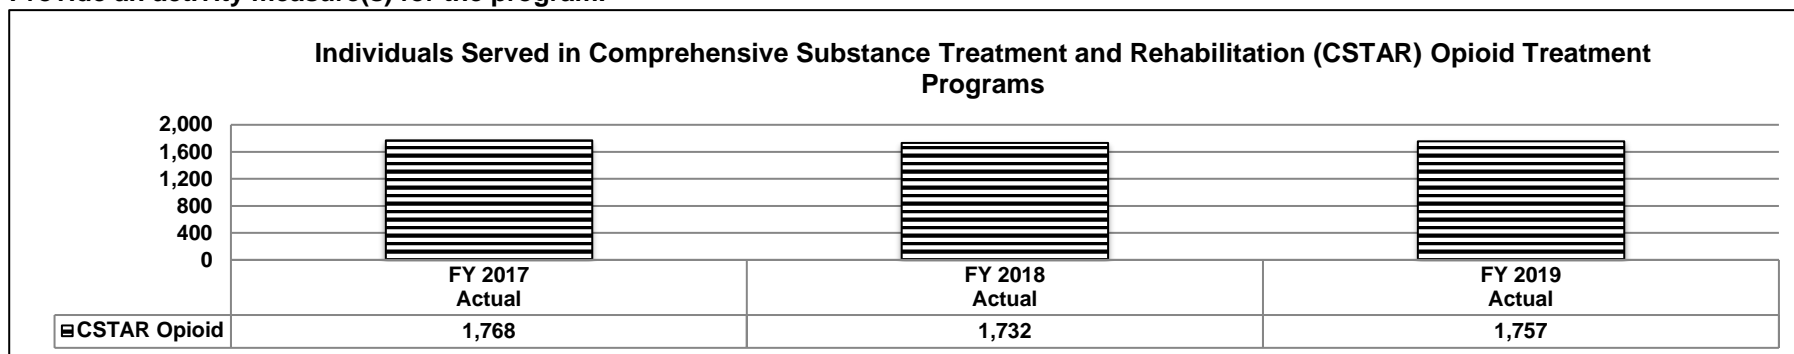 Provide an activity measure(s) for the program.
Individuals Served in Comprehensive Substance Treatment and Rehabilitation (CSTAR) Opioid Treatment
Programs
2,000
1,600
1,200
800
400
0
FY 2017 FY 2018 FY 2019
Actual Actual Actual
CSTAR Opioid 1,768 1,732 1,757